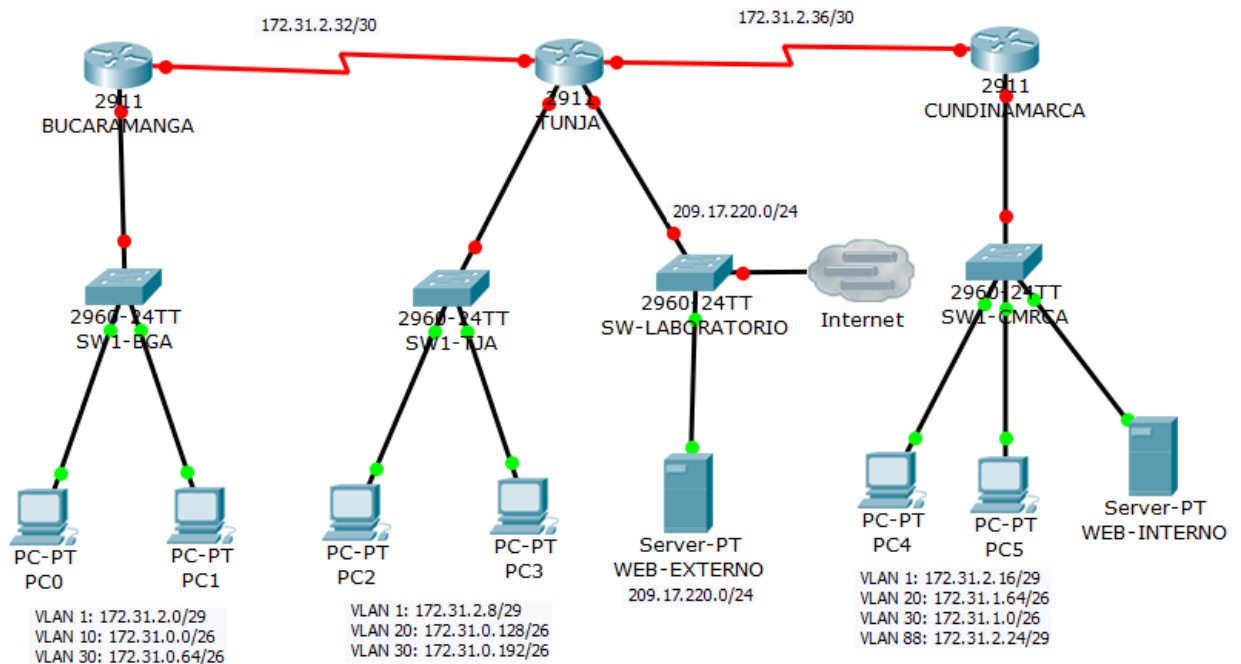 172.31.2.32/30
172.31.2.36/30
2911
BUCARAMANGA
2911
TUNJA
2911
CUNDINAMARCA
209.17.220.0/24
2960-24TT
SW1-BGA
2960-24TT
SW1-TJA
2960-24TT
SW-LABORATORIO
Internet
2960-24TT
SW1-CMRCA
PC-PT
PC0
PC-PT
PC1
PC-PT
PC2
PC-PT
PC3
Server-PT
WEB-EXTERNO
209.17.220.0/24
PC-PT
PC4
PC-PT
PC5
Server-PT
WEB-INTERNO
VLAN 1: 172.31.2.0/29
VLAN 10: 172.31.0.0/26
VLAN 30: 172.31.0.64/26
VLAN 1: 172.31.2.8/29
VLAN 20: 172.31.0.128/26
VLAN 30: 172.31.0.192/26
VLAN 1: 172.31.2.16/29
VLAN 20: 172.31.1.64/26
VLAN 30: 172.31.1.0/26
VLAN 88: 172.31.2.24/29